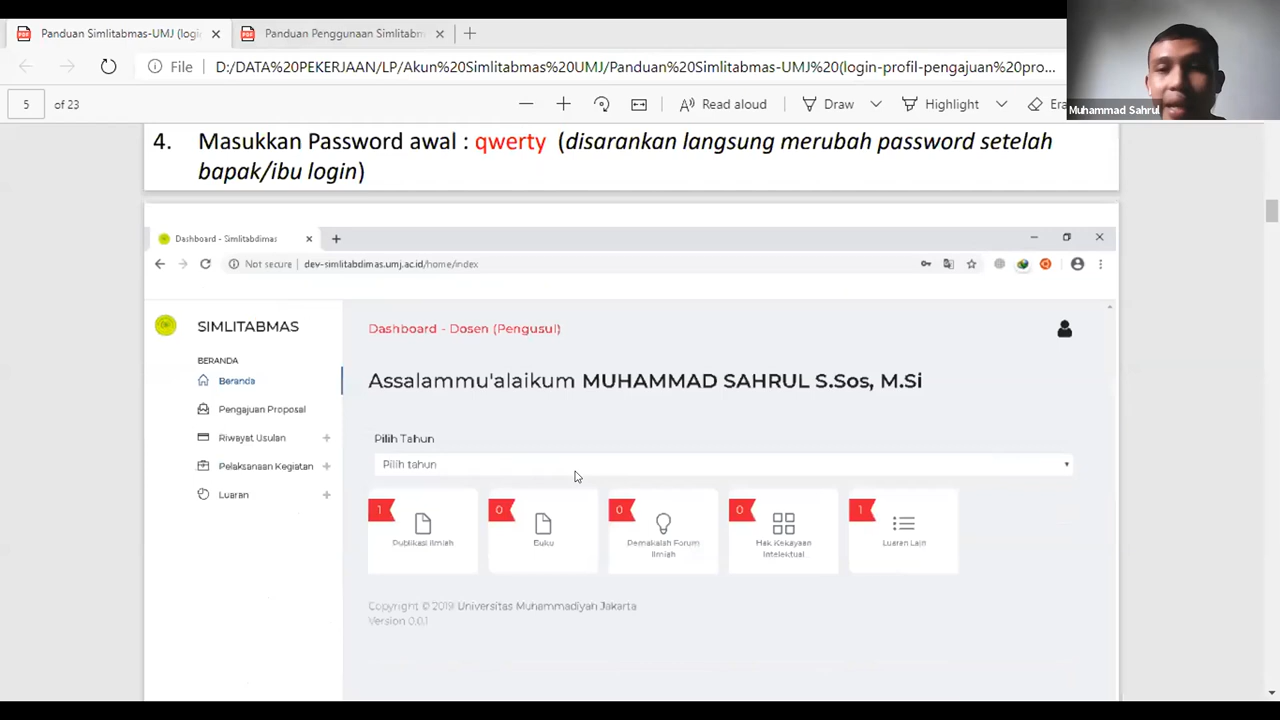 Panduan Simlitabmas-UMJ (logi
Panduan Penggunaan Simlitabm
File
D:/DATA%20PEKERJAAN/LP/Akun%20Simlitabmas%20UMJ/Panduan%20Simlitabmas-UMJ%20(login-profil-pengajuan%20pro...
5 of 23
Read aloud
Draw
Highlight
Era
Muhammad Sahrul
4. Masukkan Password awal : qwerty (disarankan langsung merubah password setelah
bapak/ibu login)
Dashboard - Simlitabdimas
Not secure
dev-simlitabdimas.umj.ac.id/home/index
SIMLITABMAS
Dashboard - Dosen (Pengusul)
BERANDA
Beranda
Pengajuan Proposal
Riwayat Usulan
Pelaksanaan Kegiatan
Luaran
Assalammu'alaikum MUHAMMAD SAHRUL S.Sos, M.Si
Pilih Tahun
Pilih tahun
1
Publikasi Ilmiah
0
Buku
0
Pemakalah Forum
Ilmiah
0
Hak Kekayaan
Intelektual
1
Luaran Lain
Copyright © 2019 Universitas Muhammadiyah Jakarta
Version 0.0.1